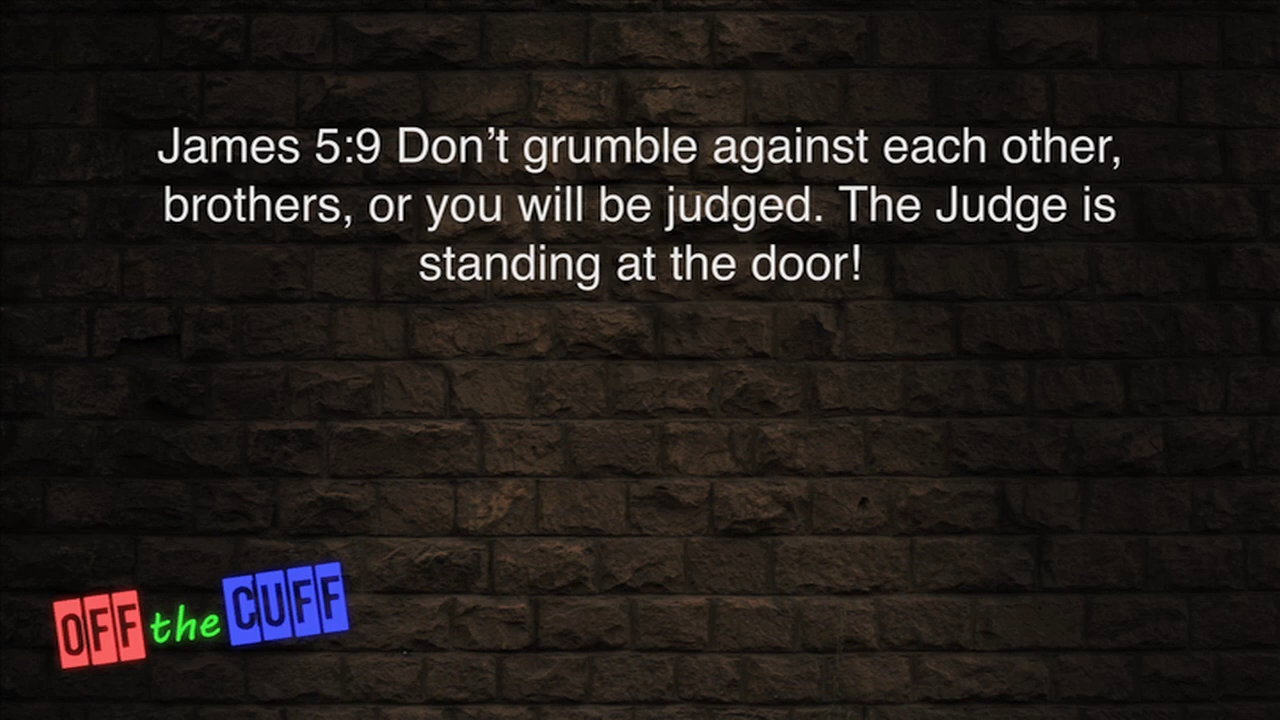 James 5:9 Don’t grumble against each other,
brothers, or you will be judged. The Judge is
standing at the door!
OFF the CUFF